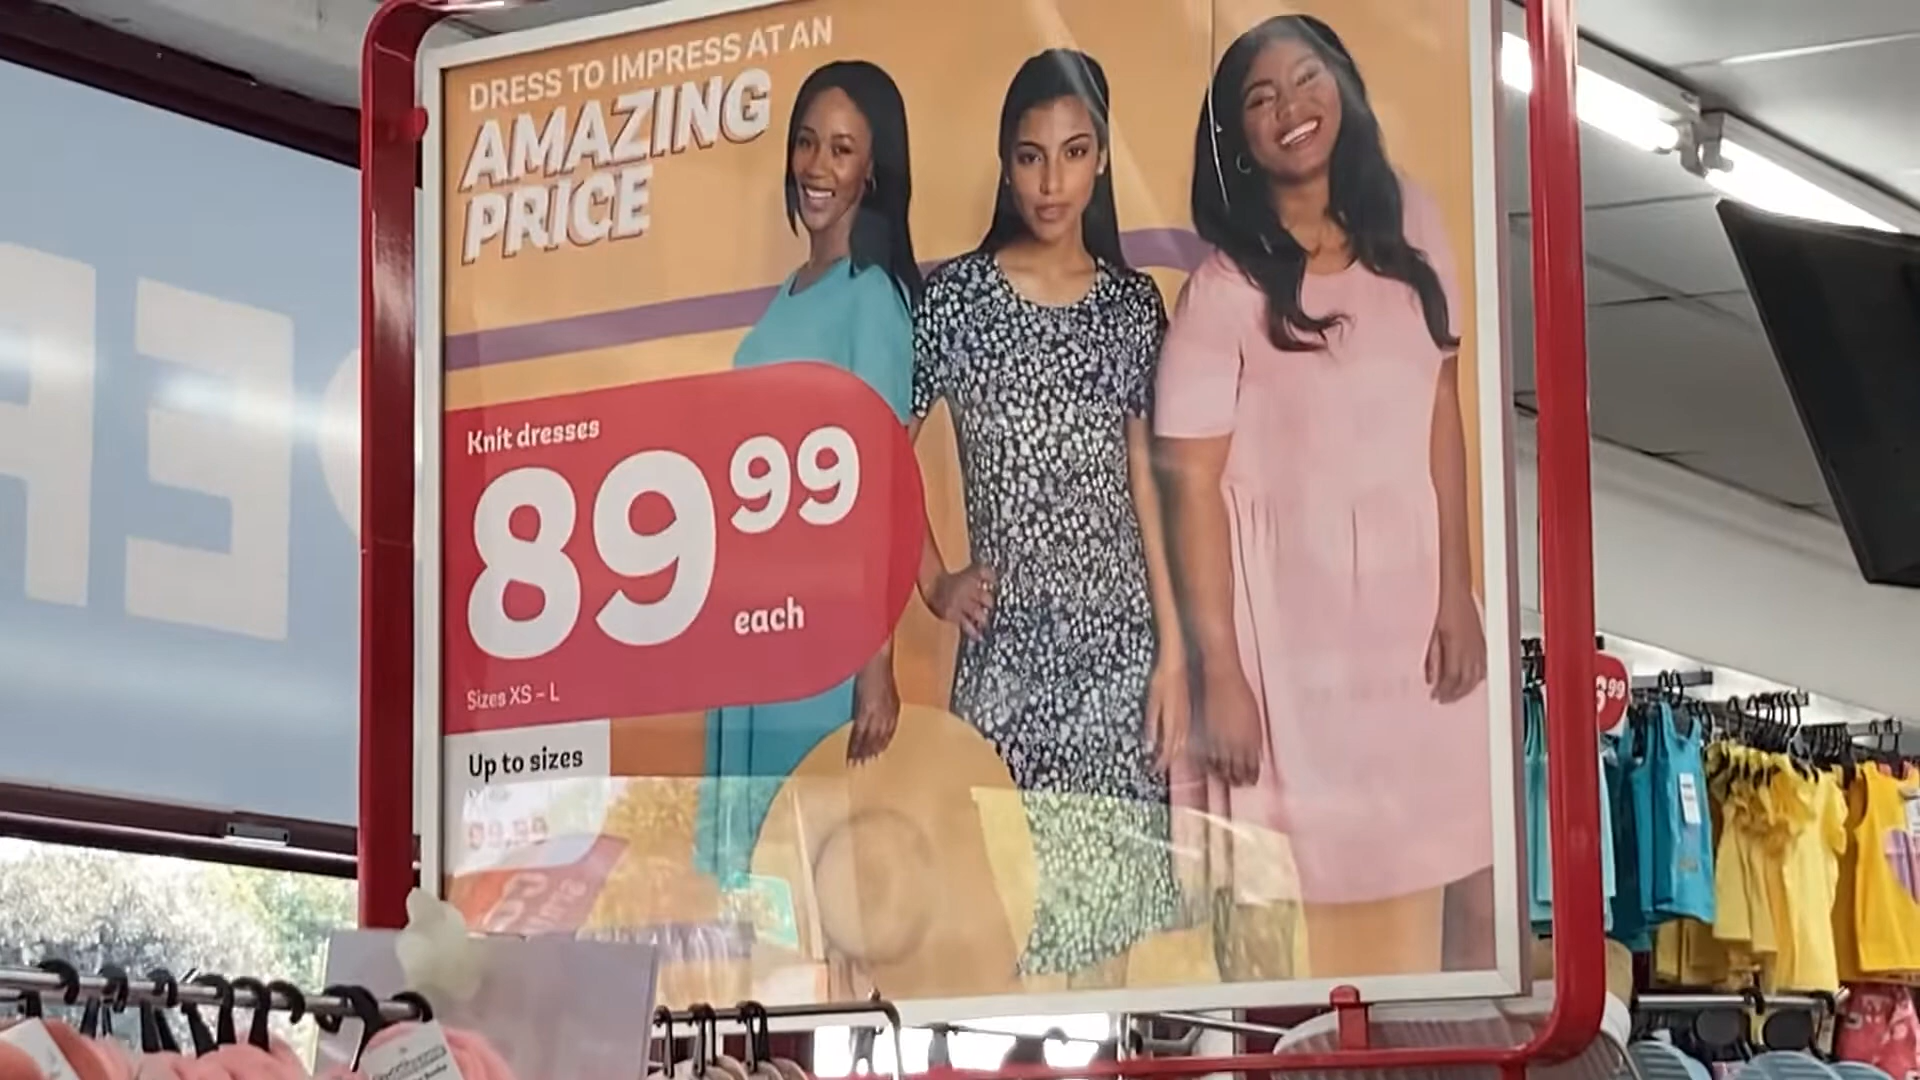 DRESS TO IMPRESS AT AN
AMAZING
PRICE
Knit dresses
89 99
each
Sizes XS - L
Up to sizes